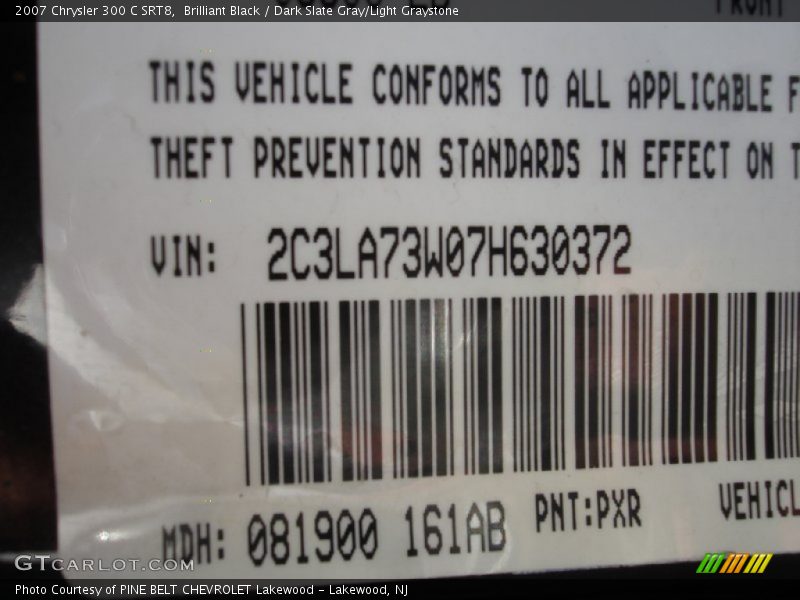 2007 Chrysler 300 C SRT8,  Brilliant Black / Dark Slate Gray/Light Graystone
THIS VEHICLE CONFORMS TO ALL APPLICABLE F
THEFT PREVENTION STANDARDS IN EFFECT ON T
VIN: 2C3LA73W07H630372
MDH: 081900 161AB PNT:PXR VEHICL
GTCarlot.com
Photo Courtesy of PINE BELT CHEVROLET Lakewood - Lakewood, NJ